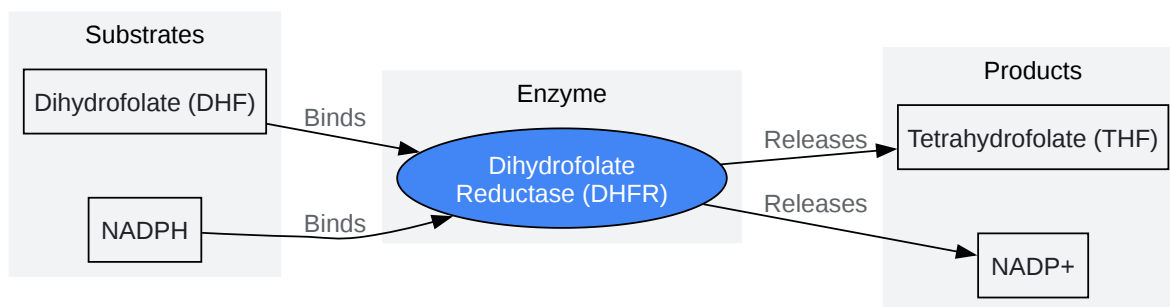 Substrates
Dihydrofolate (DHF)
NADPH
Binds
Binds
Enzyme
Dihydrofolate
Reductase (DHFR)
Releases
Releases
Products
Tetrahydrofolate (THF)
NADP+